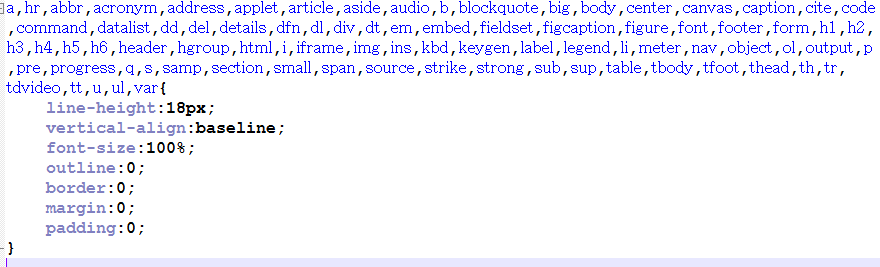 a,hr,abbr,acronym,address,applet,article,aside,audio,b,blockquote,big,body,center,canvas,caption,cite,code
,command,datalist,dd,del,details,dfn,dl,div,dt,em,embed,fieldset,figcaption,figure,font,footer,form,h1,h2,
h3,h4,h5,h6,header,hgroup,html,i,iframe,img,ins,kbd,keygen,label,legend,li,meter,nav,object,ol,output,p
,pre,progress,q,s,samp,section,small,span,source,strike,strong,sub,sup,table,tbody,tfoot,thead,th,tr,
tdvideo,tt,u,ul,var{
line-height:18px;
vertical-align:baseline;
font-size:100%;
outline:0;
border:0;
margin:0;
padding:0;
}